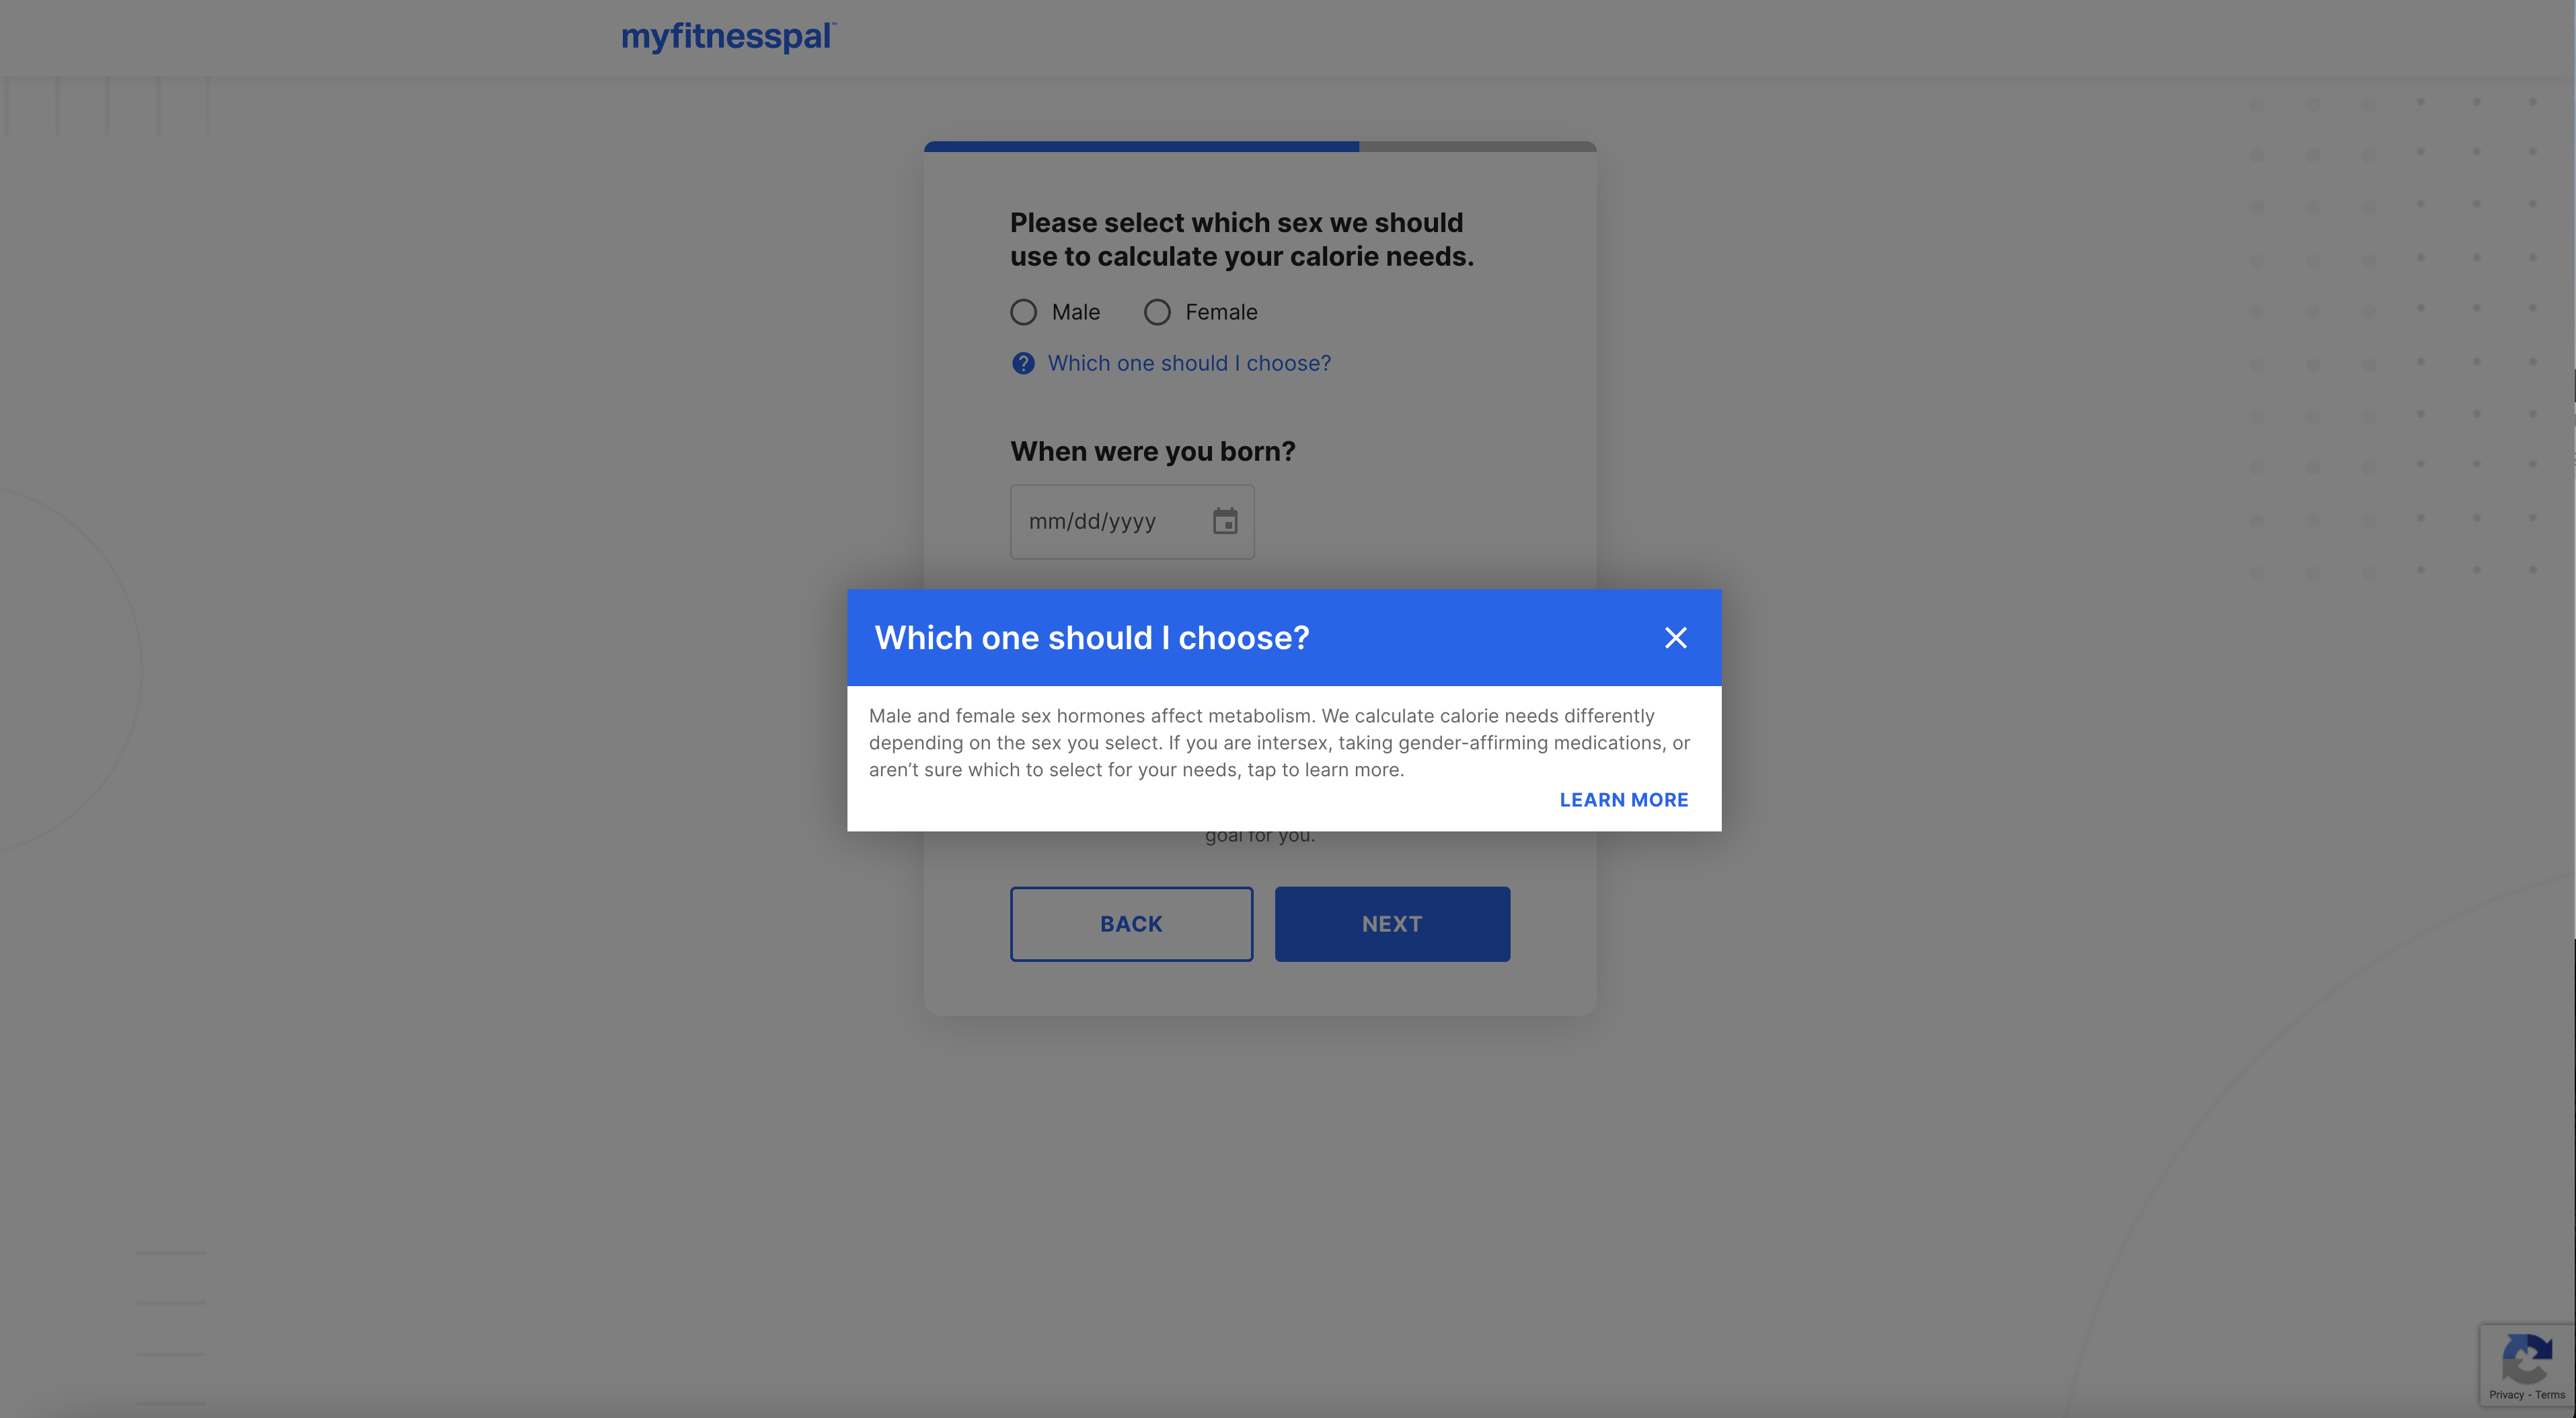 myfitnesspal™
Please select which sex we should
use to calculate your calorie needs.
Male Female
? Which one should I choose?
When were you born?
mm/dd/yyyy
Which one should I choose?
Male and female sex hormones affect metabolism. We calculate calorie needs differently
depending on the sex you select. If you are intersex, taking gender-affirming medications, or
aren’t sure which to select for your needs, tap to learn more.
LEARN MORE
goal for you.
BACK NEXT
Privacy - Terms